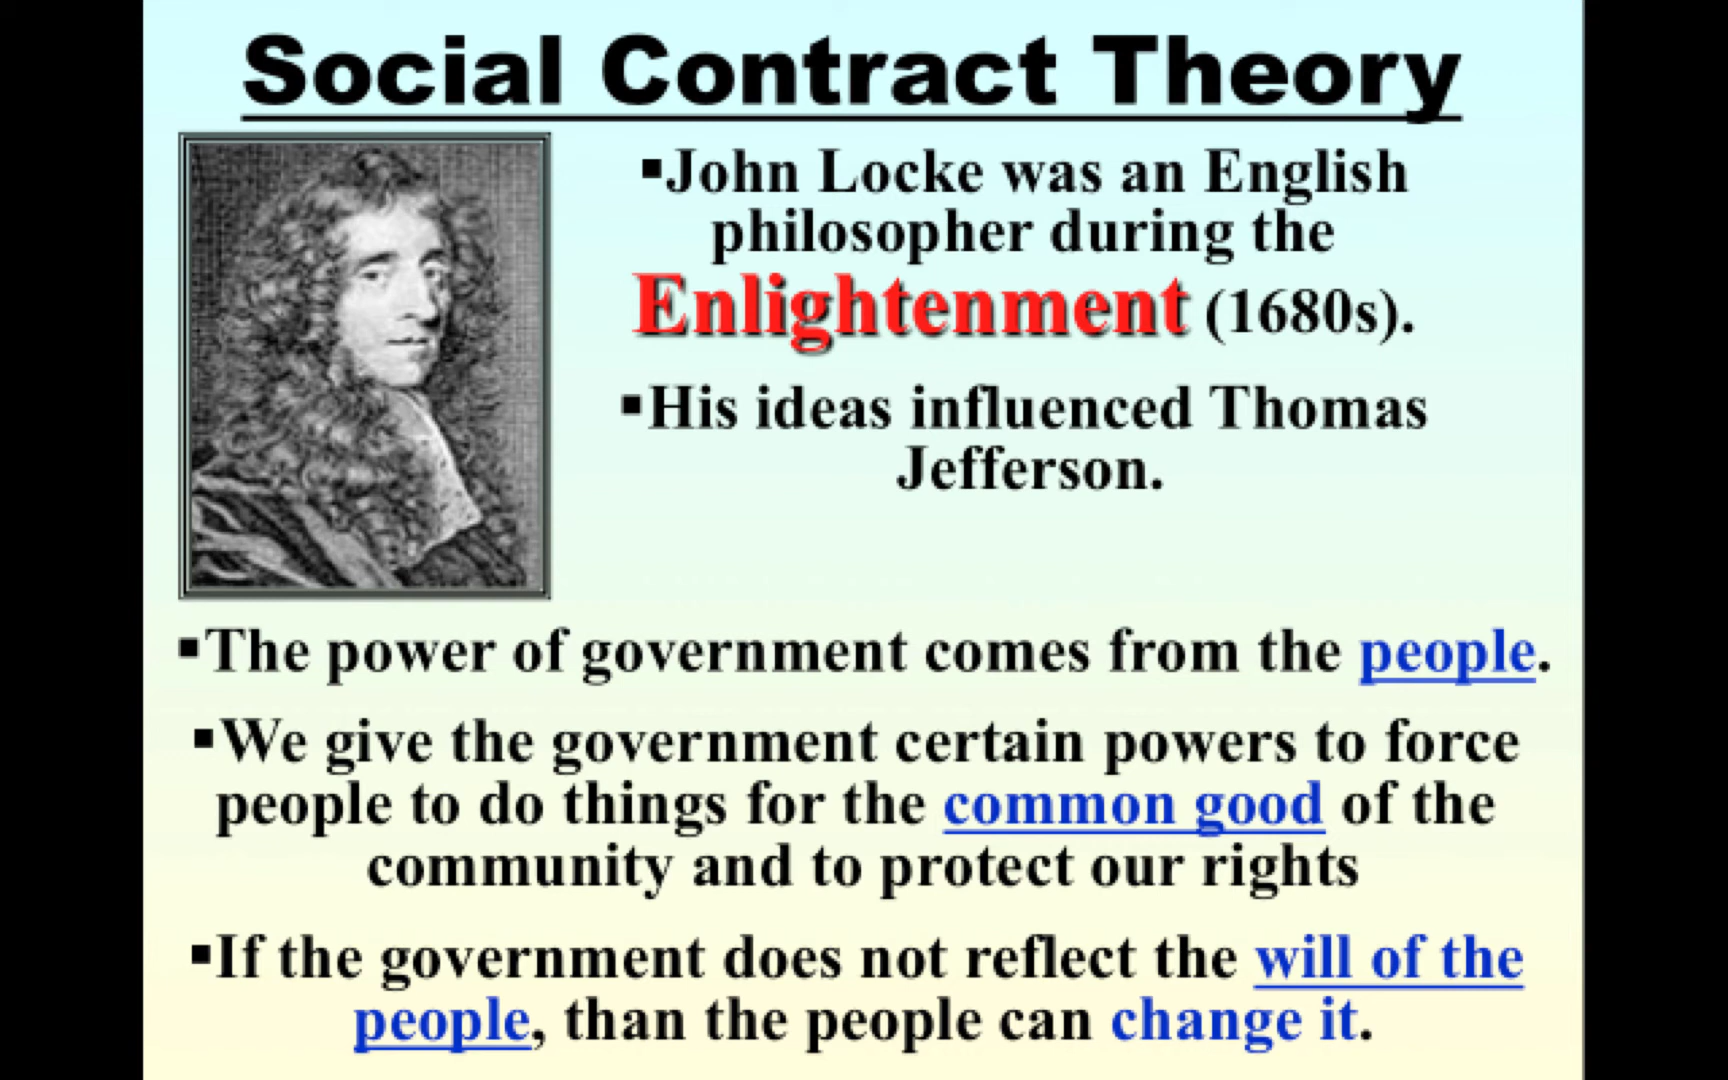 Social Contract Theory
▪John Locke was an English
philosopher during the
Enlightenment (1680s).
▪His ideas influenced Thomas
Jefferson.
▪The power of government comes from the people.
▪We give the government certain powers to force
people to do things for the common good of the
community and to protect our rights
▪If the government does not reflect the will of the
people, than the people can change it.